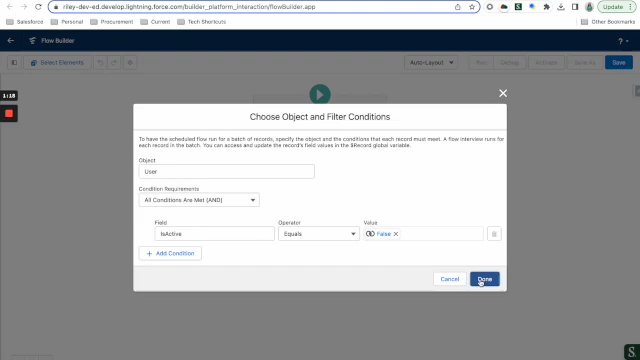 riley-dev-ed.develop.lightning.force.com/builder_platform_interaction/flowBuilder.app
Update
Salesforce
Personal
Procurement
Current
Tech Shortcuts
Other Bookmarks
Flow Builder
?
Select Elements
Auto-Layout
Run
Debug
Activate
Save As
Save
1:18
Choose Object and Filter Conditions
To have the scheduled flow run for a batch of records, specify the object and the conditions that each record must meet. A flow interview runs for
each record in the batch. You can access and update the record's field values in the $Record global variable.
Object
User
Condition Requirements
All Conditions Are Met (AND)
Field
Operator
Value
IsActive
Equals
False
+ Add Condition
Cancel
Done